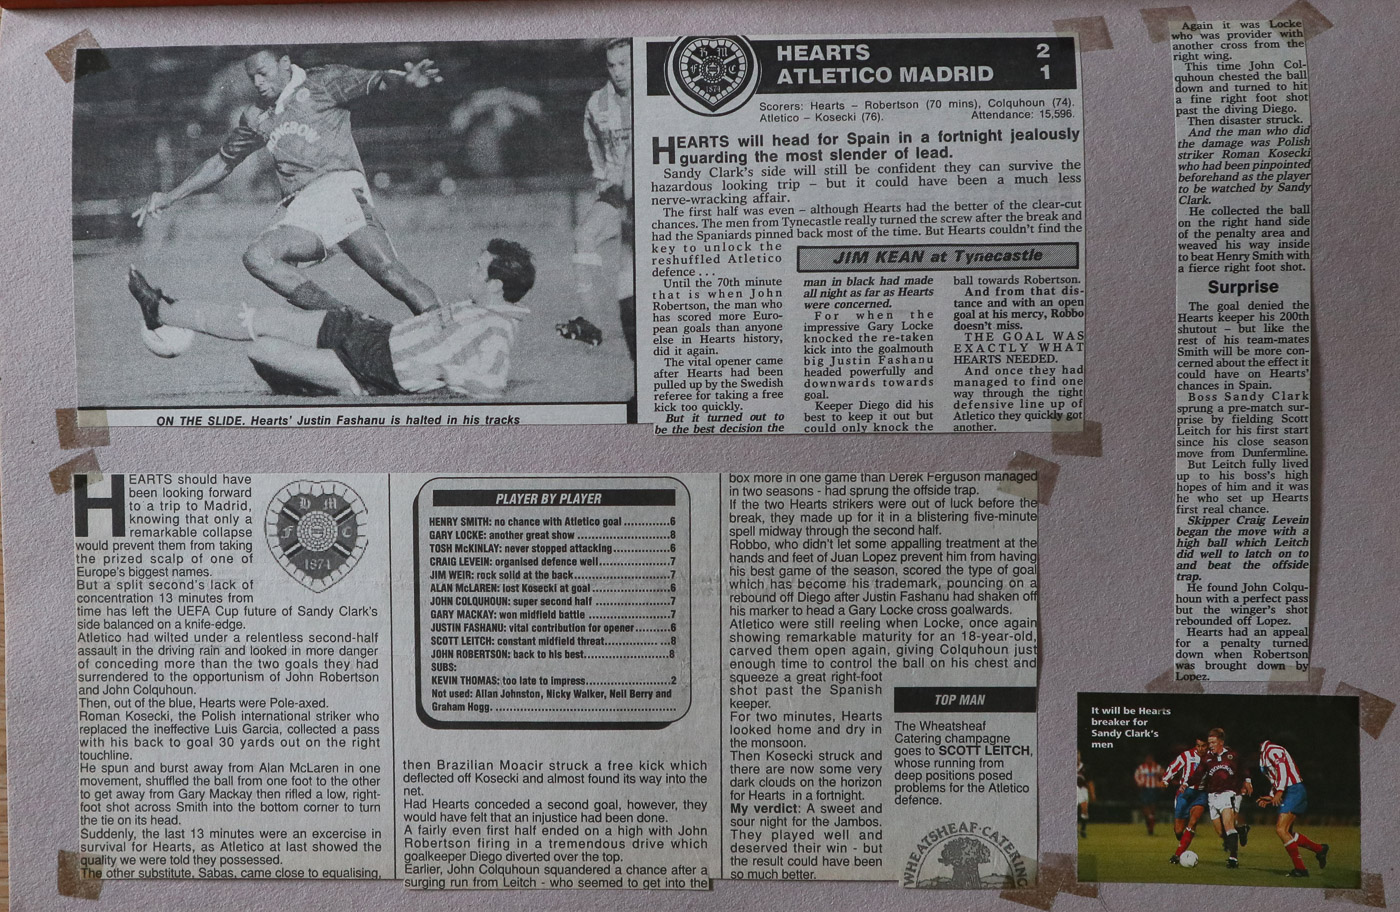 KINGDOM
ON THE SLIDE. Hearts' Justin Fashanu is halted in his tracks
H M
F C
1874
HEARTS 2
ATLETICO MADRID 1
Scorers: Hearts – Robertson (70 mins), Colquhoun (74).
Atletico – Kosecki (76). Attendance: 15,596.
HEARTS will head for Spain in a fortnight jealously
guarding the most slender of lead.
Sandy Clark's side will still be confident they can survive the
hazardous looking trip – but it could have been a much less
nerve-wracking affair.
The first half was even – although Hearts had the better of the clear-cut
chances. The men from Tynecastle really turned the screw after the break and
had the Spaniards pinned back most of the time. But Hearts couldn't find the
key to unlock the
reshuffled Atletico
defence . . .
Until the 70th minute
that is when John
Robertson, the man who
has scored more Euro-
pean goals than anyone
else in Hearts history,
did it again.
The vital opener came
after Hearts had been
pulled up by the Swedish
referee for taking a free
kick too quickly.
But it turned out to
be the best decision the
JIM KEAN at Tynecastle
man in black had made
all night as far as Hearts
were concerned.
For when the
impressive Gary Locke
knocked the re-taken
kick into the goalmouth
big Justin Fashanu
headed powerfully and
downwards towards
goal.
Keeper Diego did his
best to keep it out but
could only knock the
ball towards Robertson.
And from that dis-
tance and with an open
goal at his mercy, Robbo
doesn't miss.
THE GOAL WAS
EXACTLY WHAT
HEARTS NEEDED.
And once they had
managed to find one
way through the tight
defensive line up of
Atletico they quickly got
another.
Again it was Locke
who was provider with
another cross from the
right wing.
This time John Col-
quhoun chested the ball
down and turned to hit
a fine right foot shot
past the diving Diego.
Then disaster struck.
And the man who did
the damage was Polish
striker Roman Kosecki
who had been pinpointed
beforehand as the player
to be watched by Sandy
Clark.
He collected the ball
on the right hand side
of the penalty area and
weaved his way inside
to beat Henry Smith with
a fierce right foot shot.
Surprise
The goal denied the
Hearts keeper his 200th
shutout – but like the
rest of his team-mates
Smith will be more con-
cerned about the effect it
could have on Hearts'
chances in Spain.
Boss Sandy Clark
sprung a pre-match sur-
prise by fielding Scott
Leitch for his first start
since his close season
move from Dunfermline.
But Leitch fully lived
up to his boss's high
hopes of him and it was
he who set up Hearts
first real chance.
Skipper Craig Levein
began the move with a
high ball which Leitch
did well to latch on to
and beat the offside
trap.
He found John Colqu-
houn with a perfect pass
but the winger's shot
rebounded off Lopez.
Hearts had an appeal
for a penalty turned
down when Robertson
was brought down by
Lopez.
HEARTS should have
been looking forward
to a trip to Madrid,
knowing that only a
remarkable collapse
would prevent them from taking
the prized scalp of one of
Europe's biggest names.
But a split second's lack of
concentration 13 minutes from
time has left the UEFA Cup future of Sandy Clark's
side balanced on a knife-edge.
Atletico had wilted under a relentless second-half
assault in the driving rain and looked in more danger
of conceding more than the two goals they had
surrendered to the opportunism of John Robertson
and John Colquhoun.
Then, out of the blue, Hearts were Pole-axed.
Roman Kosecki, the Polish international striker who
replaced the ineffective Luis Garcia, collected a pass
with his back to goal 30 yards out on the right
touchline.
He spun and burst away from Alan McLaren in one
movement, shuffled the ball from one foot to the other
to get away from Gary Mackay then rifled a low, right-
foot shot across Smith into the bottom corner to turn
the tie on its head.
Suddenly, the last 13 minutes were an excercise in
survival for Hearts, as Atletico at last showed the
quality we were told they possessed.
The other substitute, Sabas, came close to equalising,
H M
F C
1874
PLAYER BY PLAYER
HENRY SMITH: no chance with Atletico goal ............6
GARY LOCKE: another great show ........................8
TOSH McKINLAY: never stopped attacking...............6
CRAIG LEVEIN: organised defence well...................7
JIM WEIR: rock solid at the back.........................7
ALAN McLAREN: lost Kosecki at goal ...................6
JOHN COLQUHOUN: super second half ..................7
GARY MACKAY: won midfield battle ......................7
JUSTIN FASHANU: vital contribution for opener..........6
SCOTT LEITCH: constant midfield threat.................8
JOHN ROBERTSON: back to his best......................8
SUBS:
KEVIN THOMAS: too late to impress......................2
Not used: Allan Johnston, Nicky Walker, Neil Berry and
Graham Hogg. ..............................................
then Brazilian Moacir struck a free kick which
deflected off Kosecki and almost found its way into the
net.
Had Hearts conceded a second goal, however, they
would have felt that an injustice had been done.
A fairly even first half ended on a high with John
Robertson firing in a tremendous drive which
goalkeeper Diego diverted over the top.
Earlier, John Colquhoun squandered a chance after a
surging run from Leitch - who seemed to get into the
box more in one game than Derek Ferguson managed
in two seasons - had sprung the offside trap.
If the two Hearts strikers were out of luck before the
break, they made up for it in a blistering five-minute
spell midway through the second half.
Robbo, who didn't let some appalling treatment at the
hands and feet of Juan Lopez prevent him from having
his best game of the season, scored the type of goal
which has become his trademark, pouncing on a
rebound off Diego after Justin Fashanu had shaken off
his marker to head a Gary Locke cross goalwards.
Atletico were still reeling when Locke, once again
showing remarkable maturity for an 18-year-old,
carved them open again, giving Colquhoun just
enough time to control the ball on his chest and
squeeze a great right-foot
shot past the Spanish
keeper.
For two minutes, Hearts
looked home and dry in
the monsoon.
Then Kosecki struck and
there are now some very
dark clouds on the horizon
for Hearts in a fortnight.
My verdict: A sweet and
sour night for the Jambos.
They played well and
deserved their win - but
the result could have been
so much better.
TOP MAN
The Wheatsheaf
Catering champagne
goes to SCOTT LEITCH,
whose running from
deep positions posed
problems for the Atletico
defence.
WHEATSHEAF·CATERING
It will be Hearts
breaker for
Sandy Clark's
men